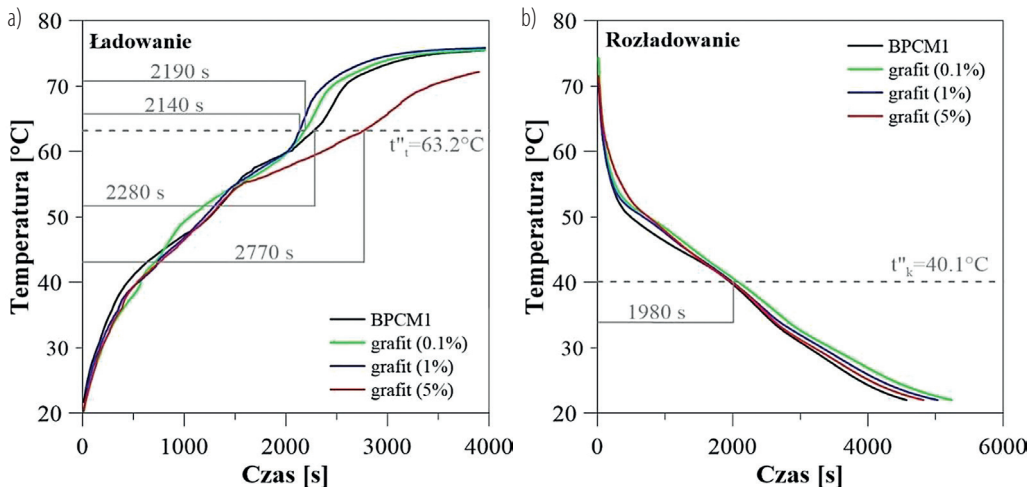 a)
Ładowanie
80
70
60
50
40
30
20
Temperatura [°C]
2190 s
2140 s
t"t=63.2°C
2280 s
2770 s
BPCM1
grafit (0.1%)
grafit (1%)
grafit (5%)
0
1000
2000
3000
4000
Czas [s]
b)
Rozładowanie
80
70
60
50
40
30
20
Temperatura [°C]
BPCM1
grafit (0.1%)
grafit (1%)
grafit (5%)
t"k=40.1°C
1980 s
0
2000
4000
6000
Czas [s]